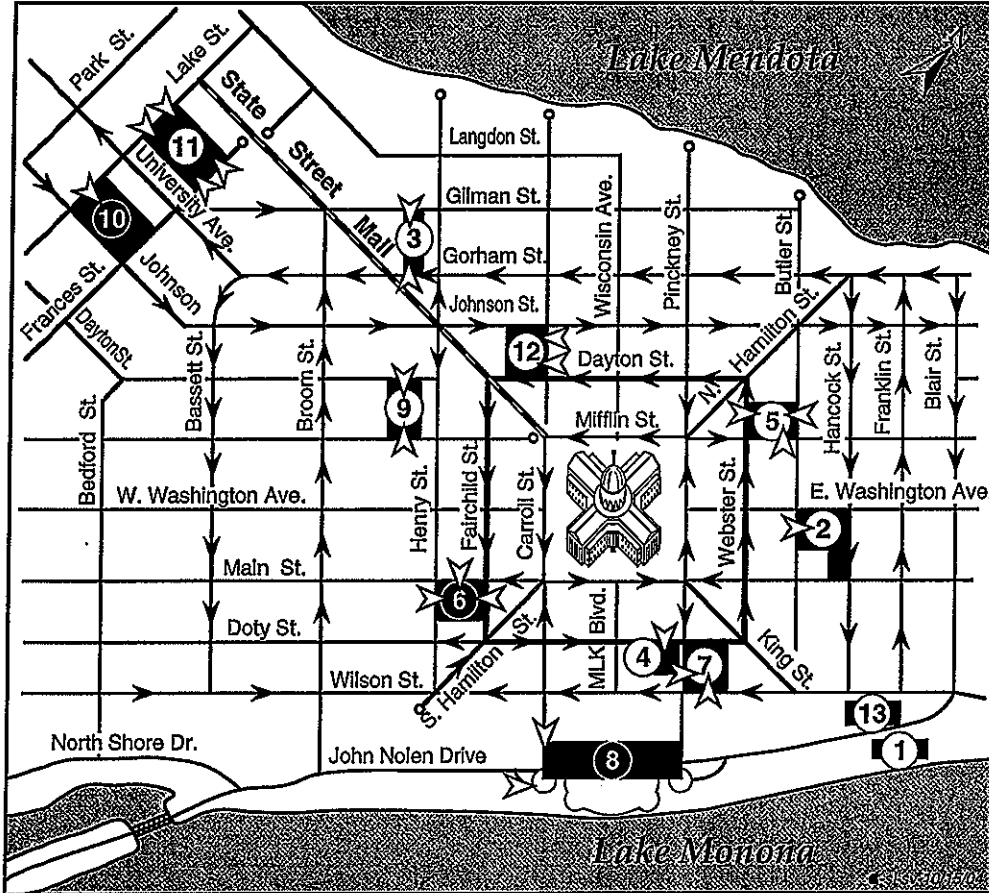 Lake Mendota
Park St.
Lake St.
State Street Mall
Langdon St.
11
University Ave.
Gilman St.
Wisconsin Ave.
Pinckney St.
Butler St.
10
3
Gorham St.
Frances St.
Johnson
Johnson St.
N. Hamilton St.
Dayton St.
12
Dayton St.
Bassett St.
Broom St.
Hancock St.
Franklin St.
Blair St.
9
5
Mifflin St.
Bedford St.
W. Washington Ave.
Henry St.
Fairchild St.
Carroll St.
Webster St.
E. Washington Ave
2
Main St.
6
MLK Blvd.
Doty St.
S. Hamilton St.
4
7
King St.
Wilson St.
13
North Shore Dr.
John Nolen Drive
8
1
Lake Monona